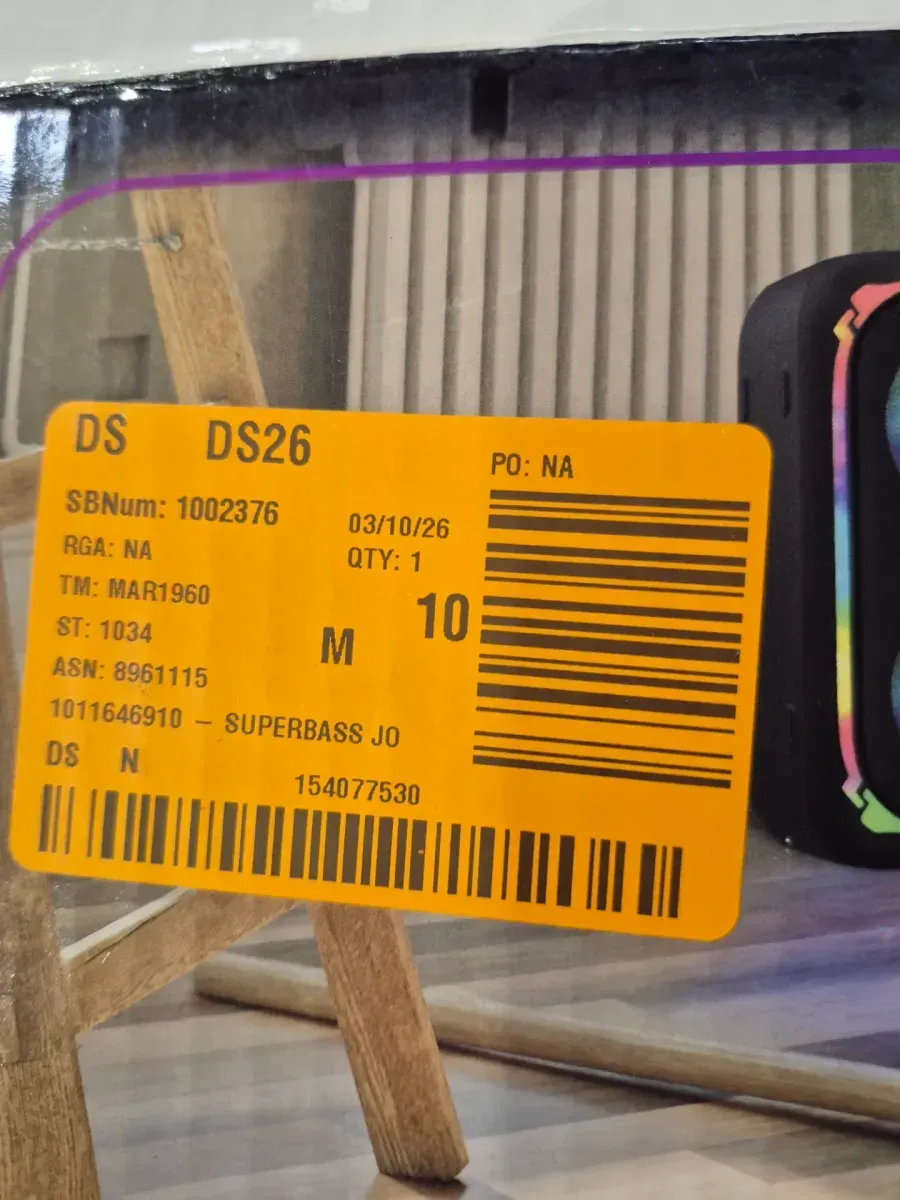 DS DS26
PO: NA
SBNum: 1002376
03/10/26
RGA: NA
QTY: 1
TM: MAR1960
10
ST: 1034
M
ASN: 8961115
1011646910 – SUPERBASS JO
DS N
154077530